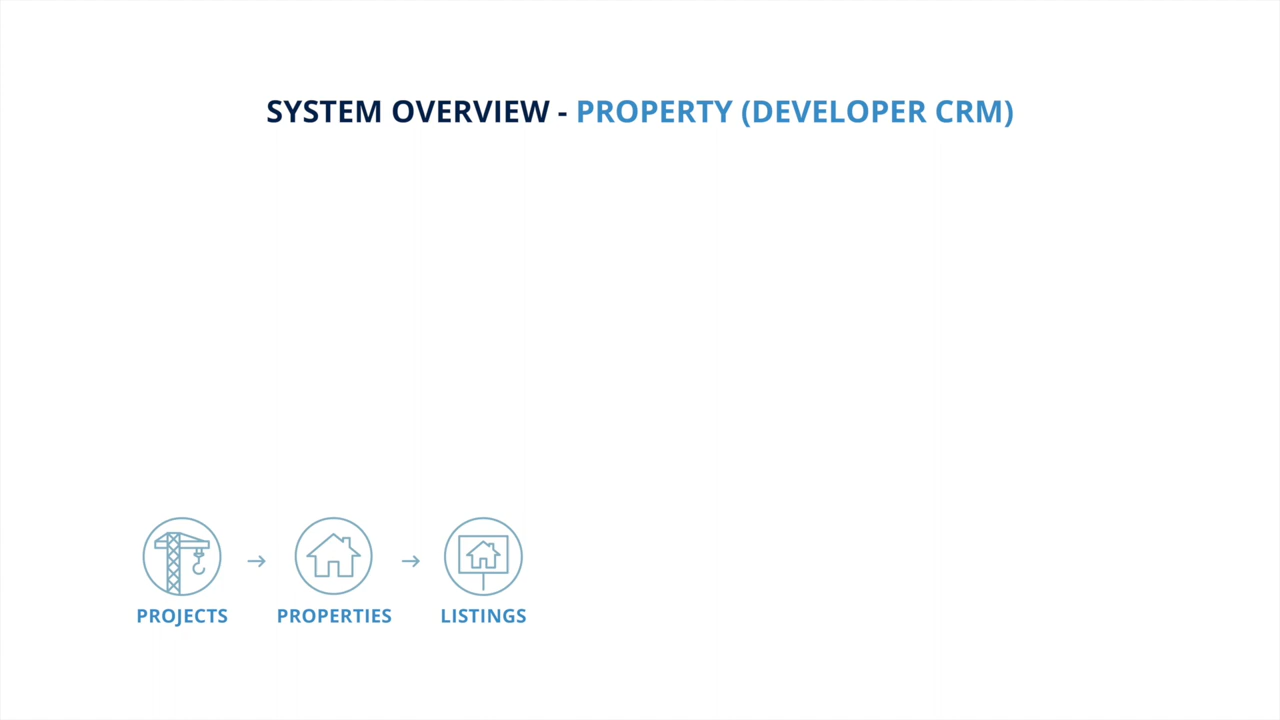 SYSTEM OVERVIEW - PROPERTY (DEVELOPER CRM)
PROJECTS
PROPERTIES
LISTINGS